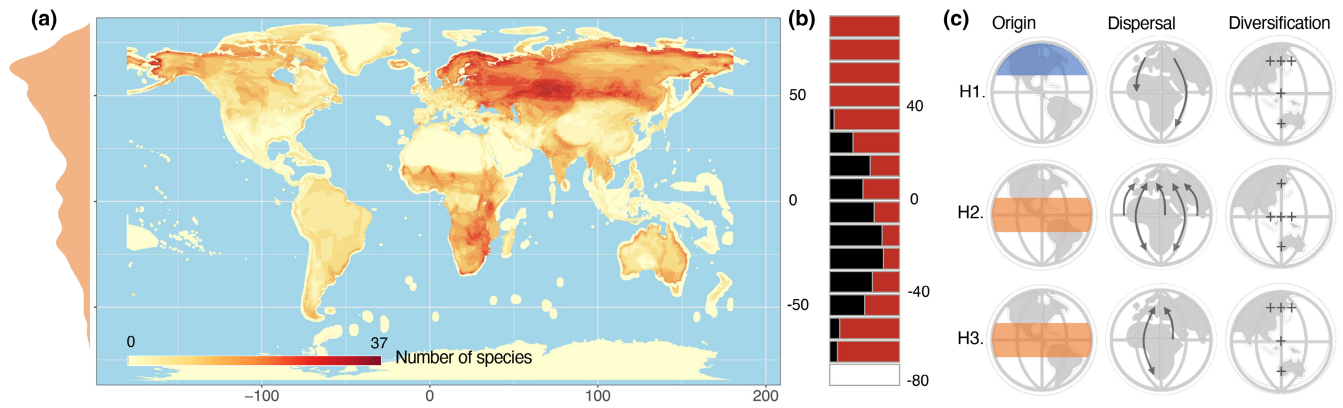 (a)
(b)
(c)
Origin
Dispersal
Diversification
50
0
-50
40
0
-40
-80
H1.
H2.
H3.
0
37
Number of species
−100
0
100
200